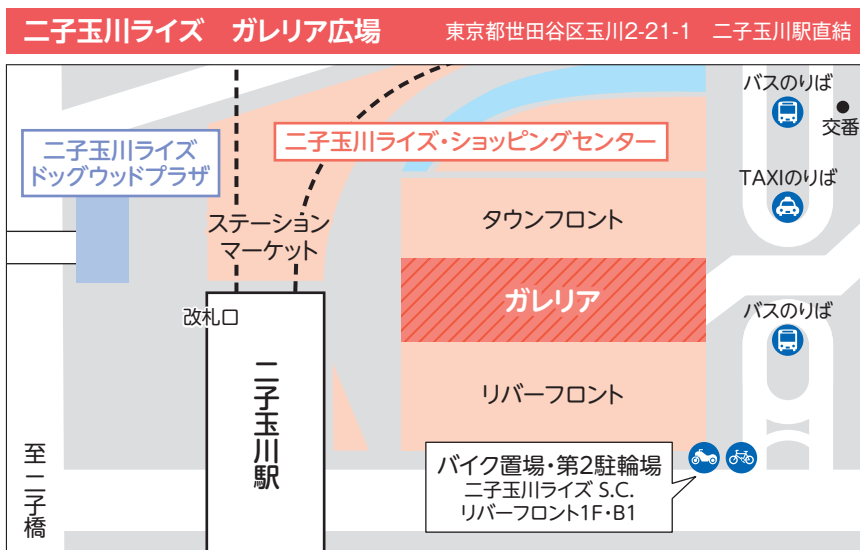 二子玉川ライズ　ガレリア広場
東京都世田谷区玉川2-21-1　二子玉川駅直結
バスのりば
交番
二子玉川ライズ・ショッピングセンター
二子玉川ライズ
ドッグウッドプラザ
TAXIのりば
ステーション
マーケット
タウンフロント
ガレリア
改札口
バスのりば
二子玉川駅
リバーフロント
至 二子橋
バイク置場・第2駐輪場
二子玉川ライズ S.C.
リバーフロント1F・B1